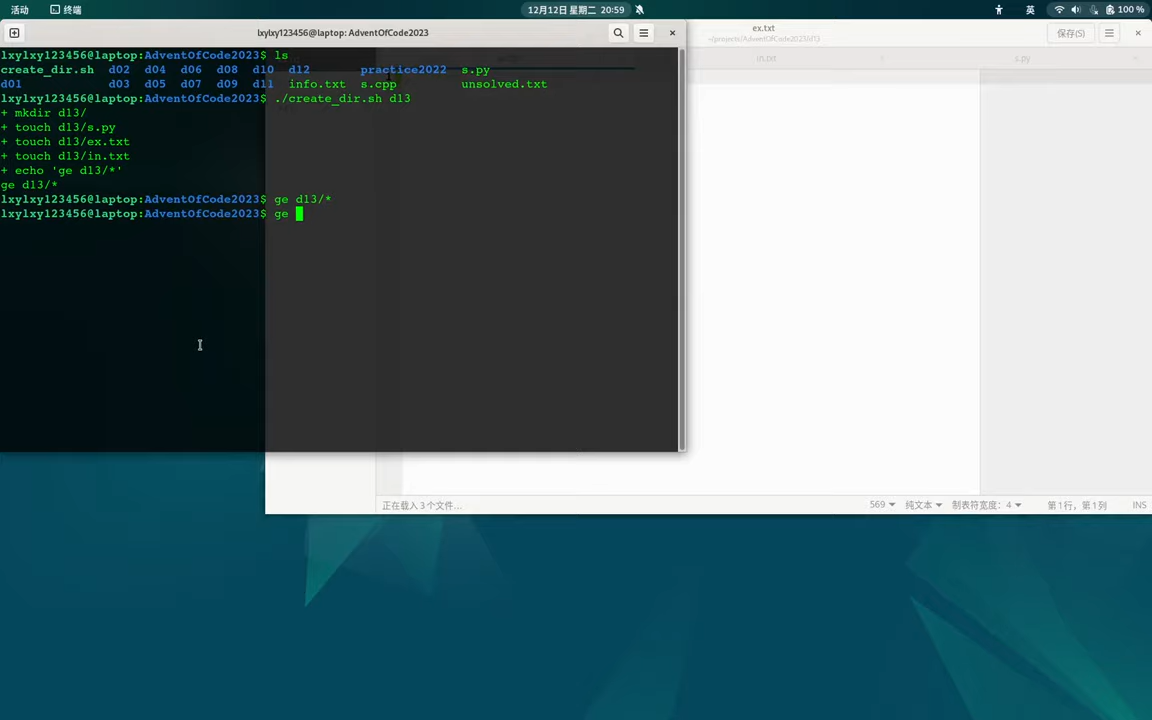 活动 终端 12月12日 星期二 20:59 英 100 %
lxylxy123456@laptop: AdventOfCode2023
ex.txt
~/projects/AdventOfCode2023/d13
保存(S)
in.txt s.py
lxylxy123456@laptop:AdventOfCode2023$ ls
create_dir.sh d02 d04 d06 d08 d10 d12 practice2022 s.py
d01 d03 d05 d07 d09 d11 info.txt s.cpp unsolved.txt
lxylxy123456@laptop:AdventOfCode2023$ ./create_dir.sh d13
+ mkdir d13/
+ touch d13/s.py
+ touch d13/ex.txt
+ touch d13/in.txt
+ echo 'ge d13/*'
ge d13/*
lxylxy123456@laptop:AdventOfCode2023$ ge d13/*
lxylxy123456@laptop:AdventOfCode2023$ ge
正在载入 3 个文件… 569 纯文本 制表符宽度：4 第 1 行，第 1 列 INS